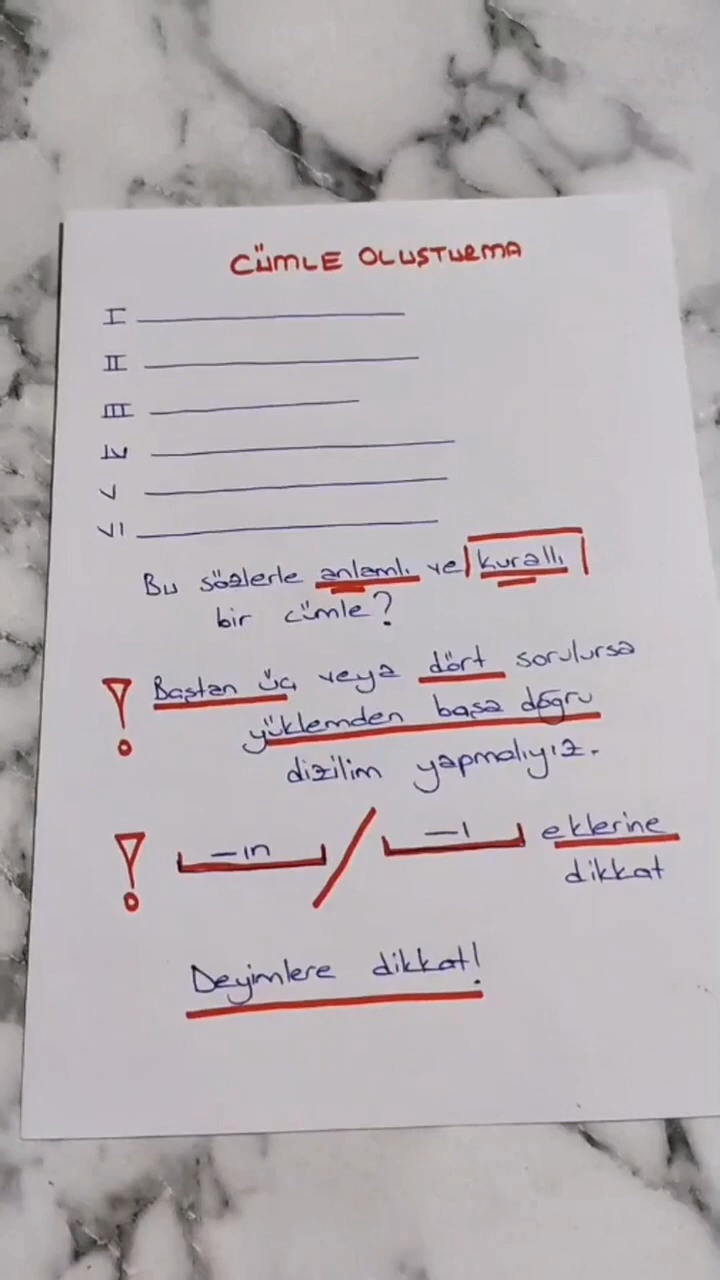 CÜMLE OLUŞTURMA
I
II
III
IV
V
VI
Bu sözlerle anlamlı ve kurallı
bir cümle?
! Baştan üç veya dört sorulursa
yüklemden başa doğru
dizilim yapmalıyız.
! -ın / -ı eklerine
dikkat
Deyimlere dikkat!